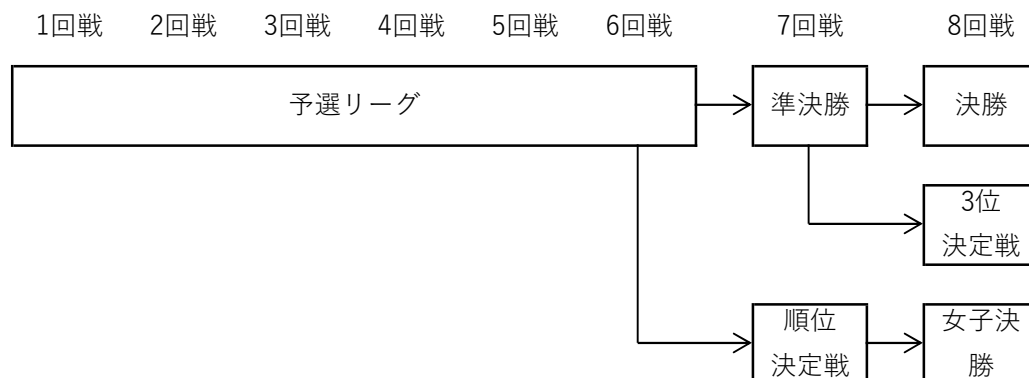 1回戦 2回戦 3回戦 4回戦 5回戦 6回戦 7回戦 8回戦
予選リーグ 準決勝 決勝
3位
決定戦
順位
決定戦
女子決
勝